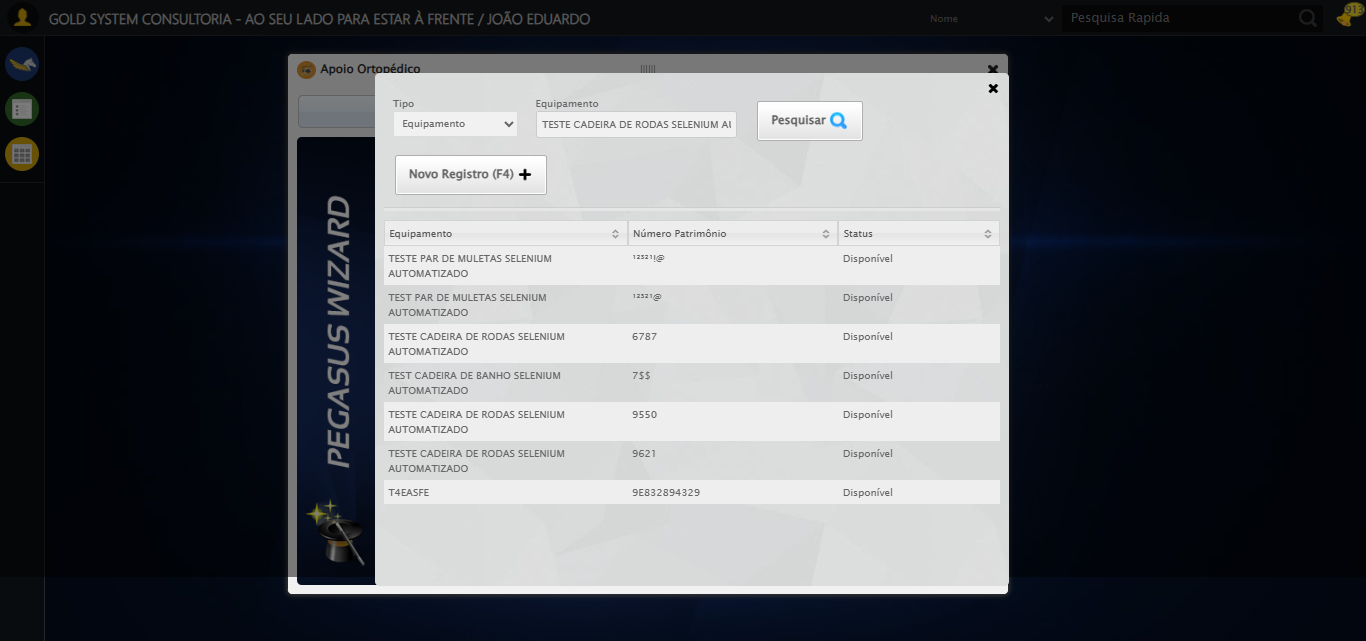 GOLD SYSTEM CONSULTORIA - AO SEU LADO PARA ESTAR À FRENTE / JOÃO EDUARDO
Nome
Pesquisa Rapida
913
Apoio Ortopédico
Tipo
Equipamento
Equipamento
TESTE CADEIRA DE RODAS SELENIUM AU
Pesquisar
Novo Registro (F4)
PEGASUS WIZARD
Equipamento Número Patrimônio Status
TESTE PAR DE MULETAS SELENIUM ¹²⁵²¹!@ Disponível
AUTOMATIZADO
TEST PAR DE MULETAS SELENIUM ¹²⁵²¹@ Disponível
AUTOMATIZADO
TESTE CADEIRA DE RODAS SELENIUM 6787 Disponível
AUTOMATIZADO
TEST CADEIRA DE BANHO SELENIUM 7$$ Disponível
AUTOMATIZADO
TESTE CADEIRA DE RODAS SELENIUM 9550 Disponível
AUTOMATIZADO
TESTE CADEIRA DE RODAS SELENIUM 9621 Disponível
AUTOMATIZADO
T4EASFE 9E832894329 Disponível